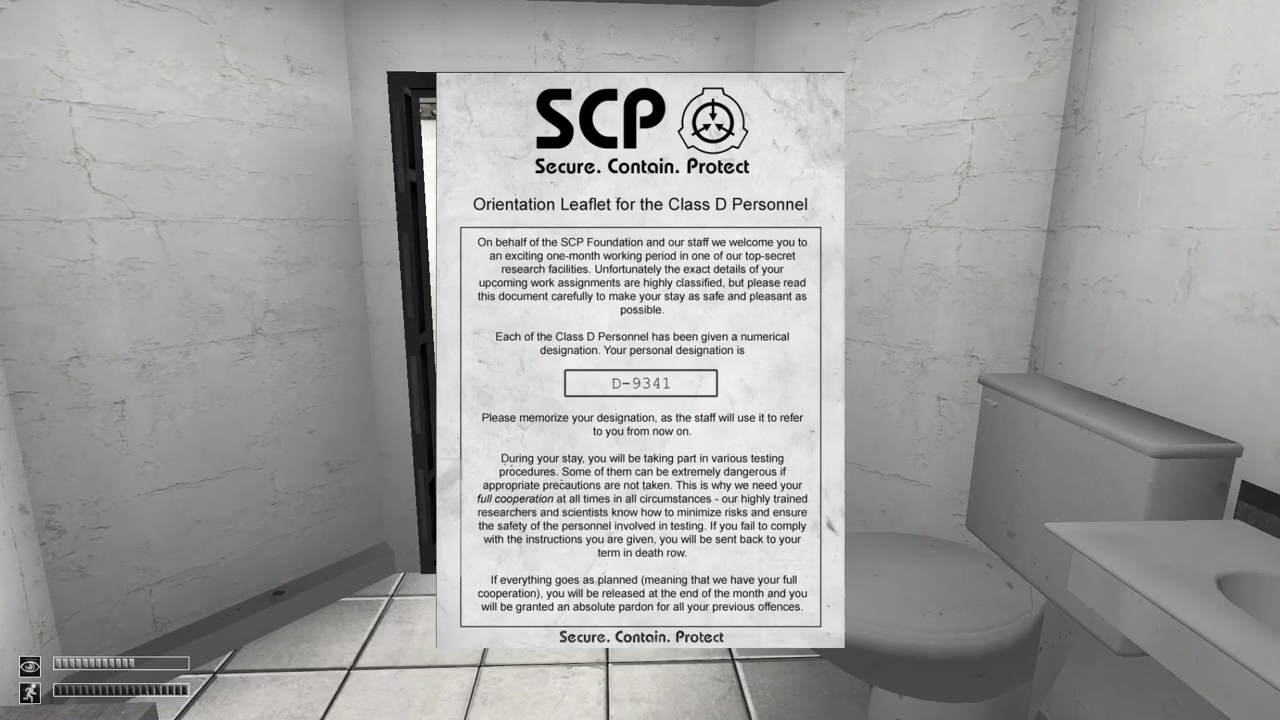 SCP
Secure. Contain. Protect
Orientation Leaflet for the Class D Personnel
On behalf of the SCP Foundation and our staff we welcome you to
an exciting one-month working period in one of our top-secret
research facilities. Unfortunately the exact details of your
upcoming work assignments are highly classified, but please read
this document carefully to make your stay as safe and pleasant as
possible.
Each of the Class D Personnel has been given a numerical
designation. Your personal designation is
D-9341
Please memorize your designation, as the staff will use it to refer
to you from now on.
During your stay, you will be taking part in various testing
procedures. Some of them can be extremely dangerous if
appropriate precautions are not taken. This is why we need your
full cooperation at all times in all circumstances - our highly trained
researchers and scientists know how to minimize risks and ensure
the safety of the personnel involved in testing. If you fail to comply
with the instructions you are given, you will be sent back to your
term in death row.
If everything goes as planned (meaning that we have your full
cooperation), you will be released at the end of the month and you
will be granted an absolute pardon for all your previous offences.
Secure. Contain. Protect